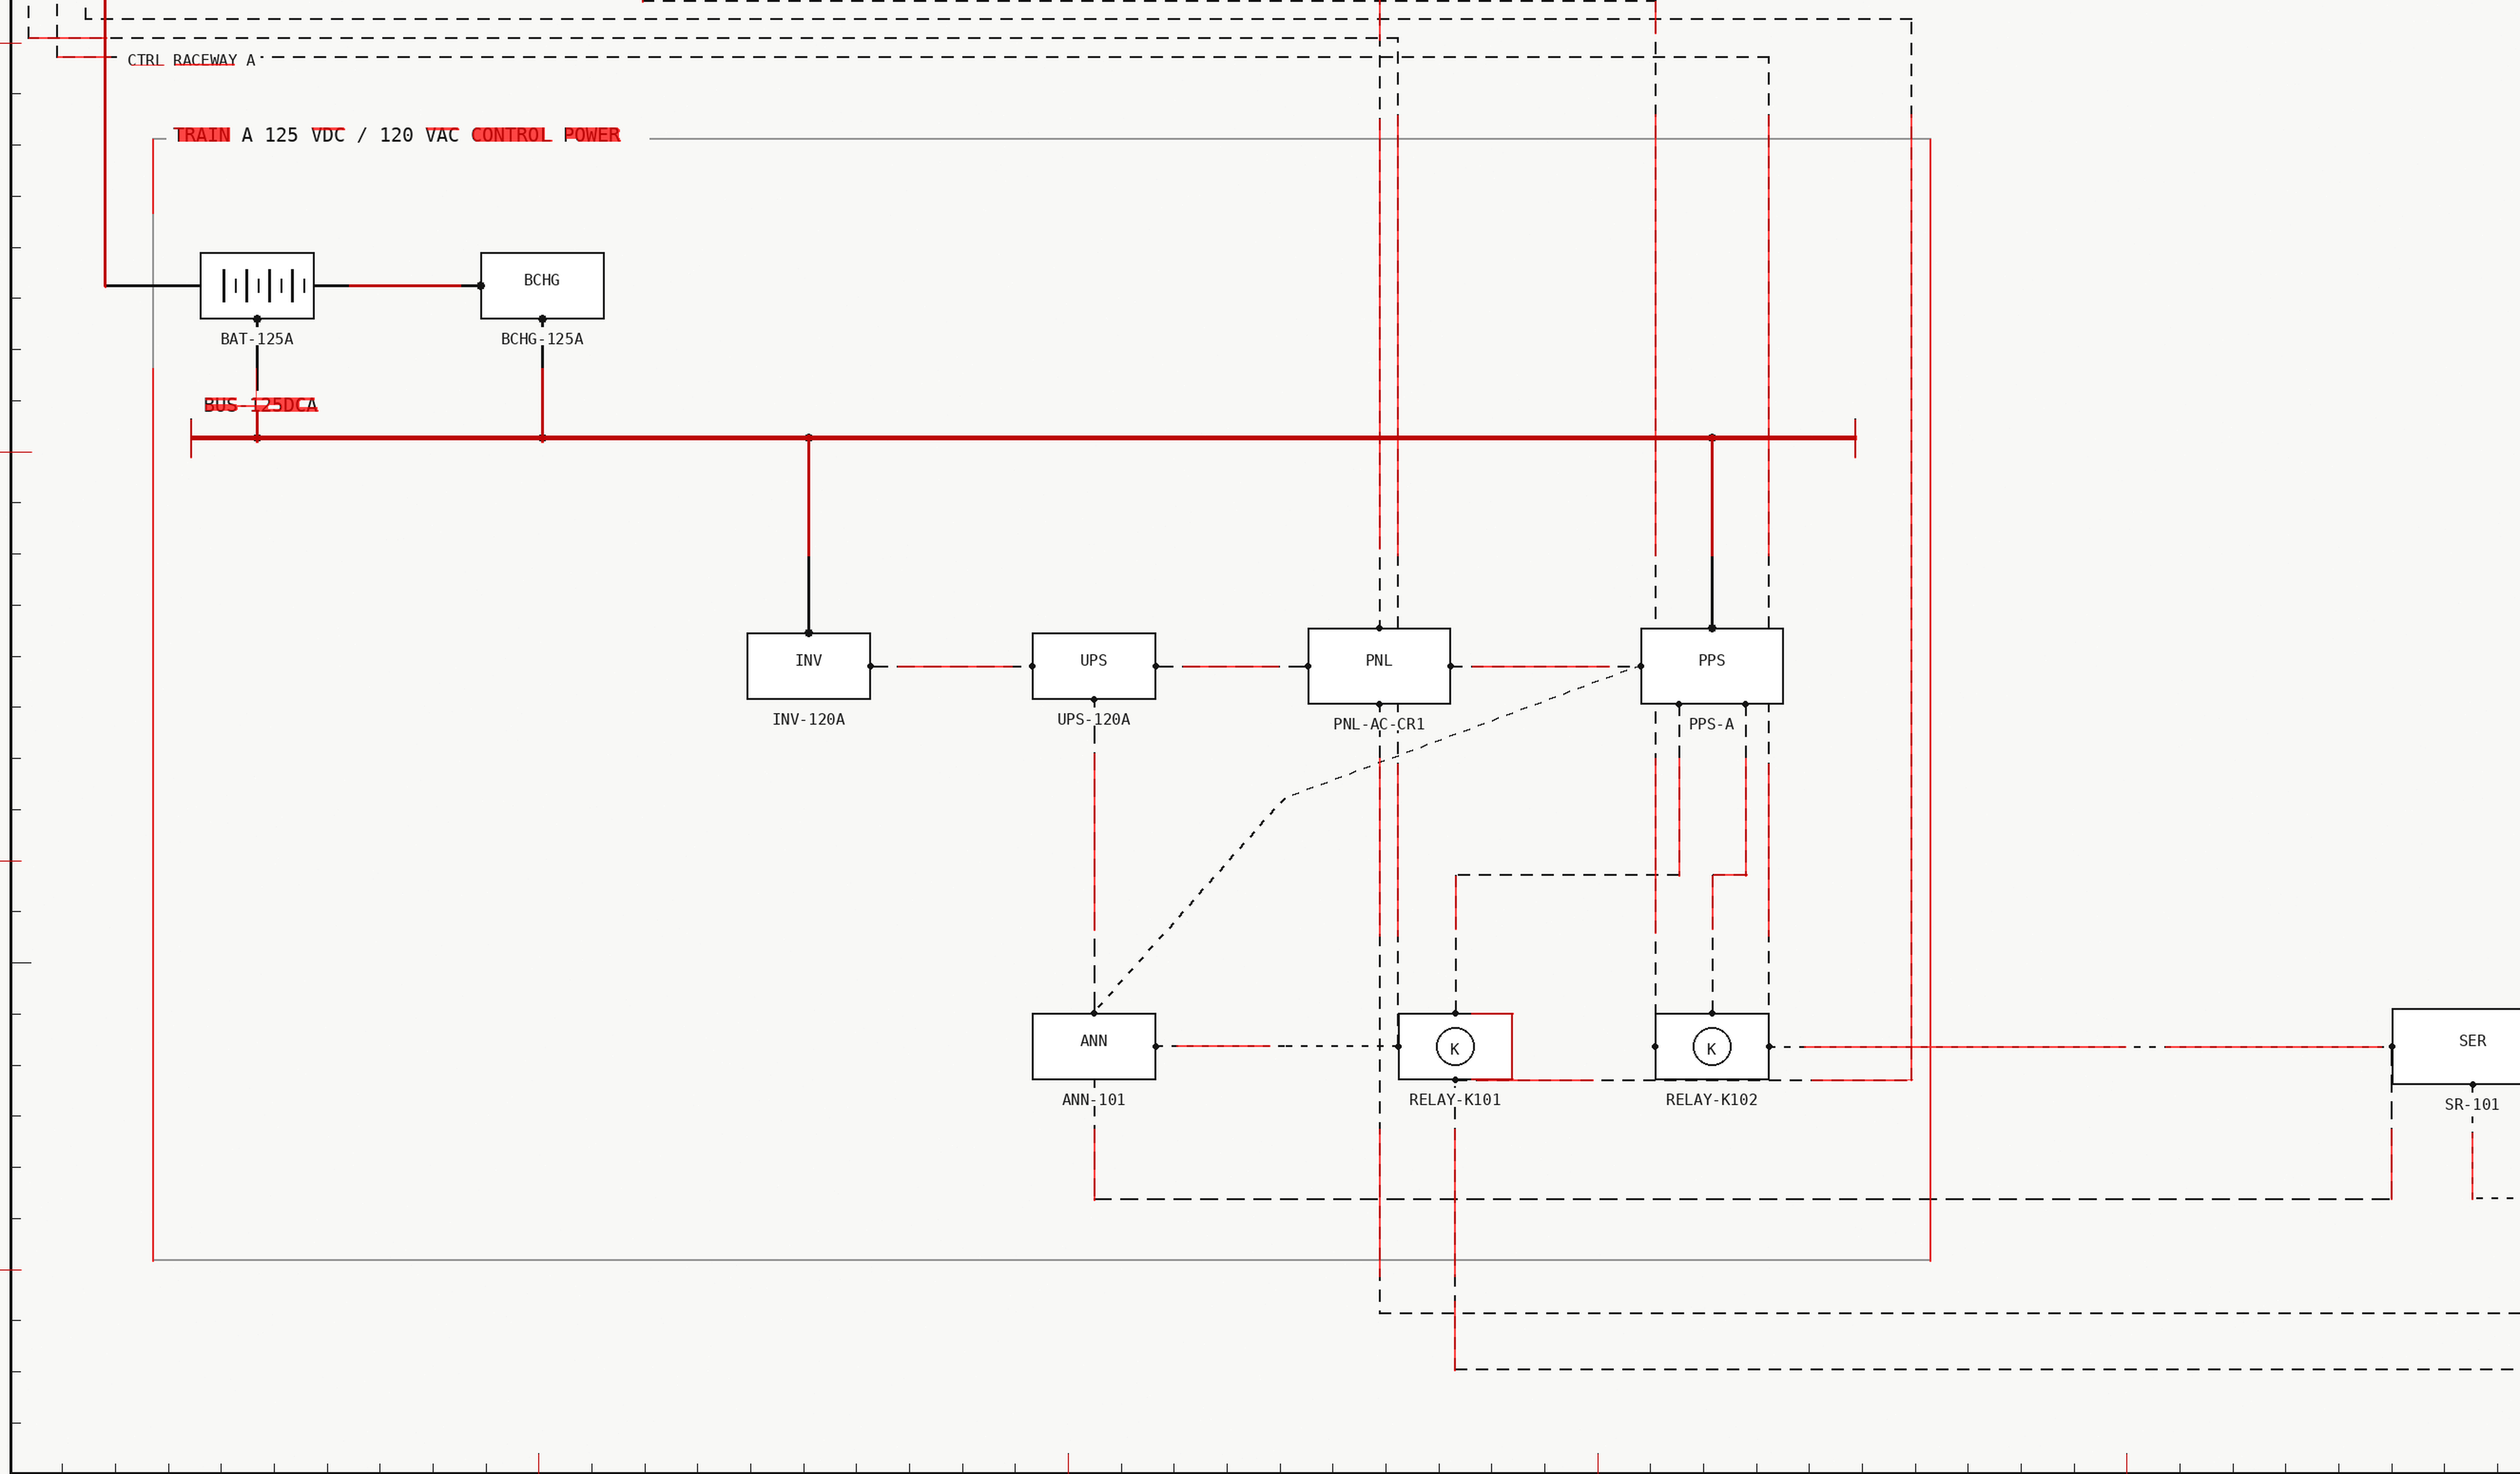 CTRL RACEWAY A
TRAIN A 125 VDC / 120 VAC CONTROL POWER
BCHG
BAT-125A
BCHG-125A
BUS-125DCA
INV
UPS
PNL
PPS
INV-120A
UPS-120A
PNL-AC-CR1
PPS-A
ANN
K
K
SER
ANN-101
RELAY-K101
RELAY-K102
SR-101